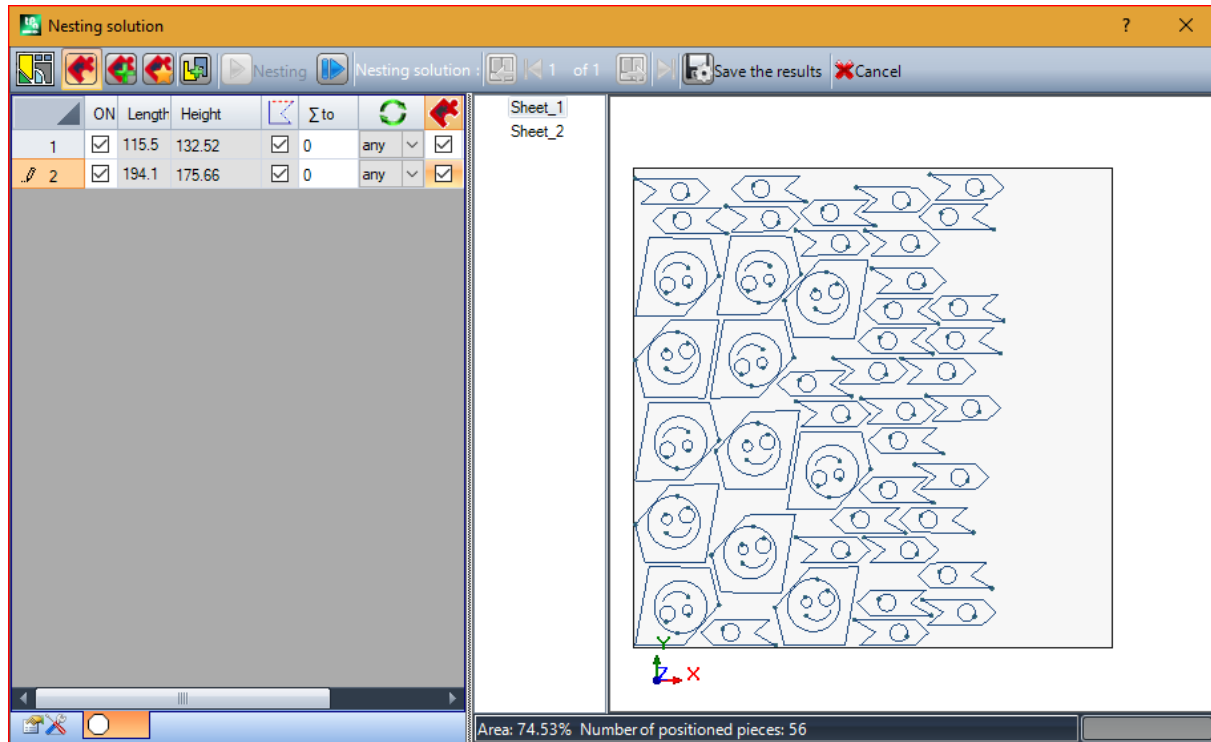 Nesting solution ?
Nesting Nesting solution : 1 of 1 Save the results Cancel
ON Length Height Σ to
1 115.5 132.52 0 any
2 194.1 175.66 0 any
Sheet_1
Sheet_2
Y
Z X
Area: 74.53% Number of positioned pieces: 56